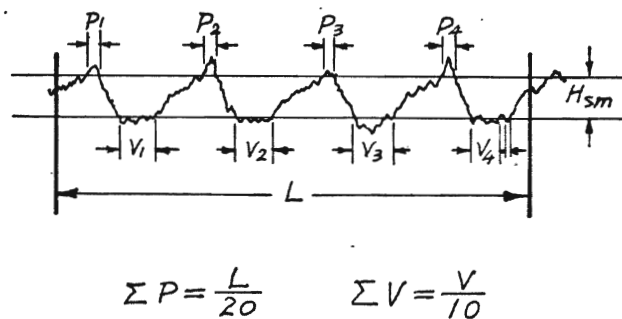 P1 P2 P3 P4
Hsm
V1 V2 V3 V4
L
ΣP = L/20 ΣV = V/10